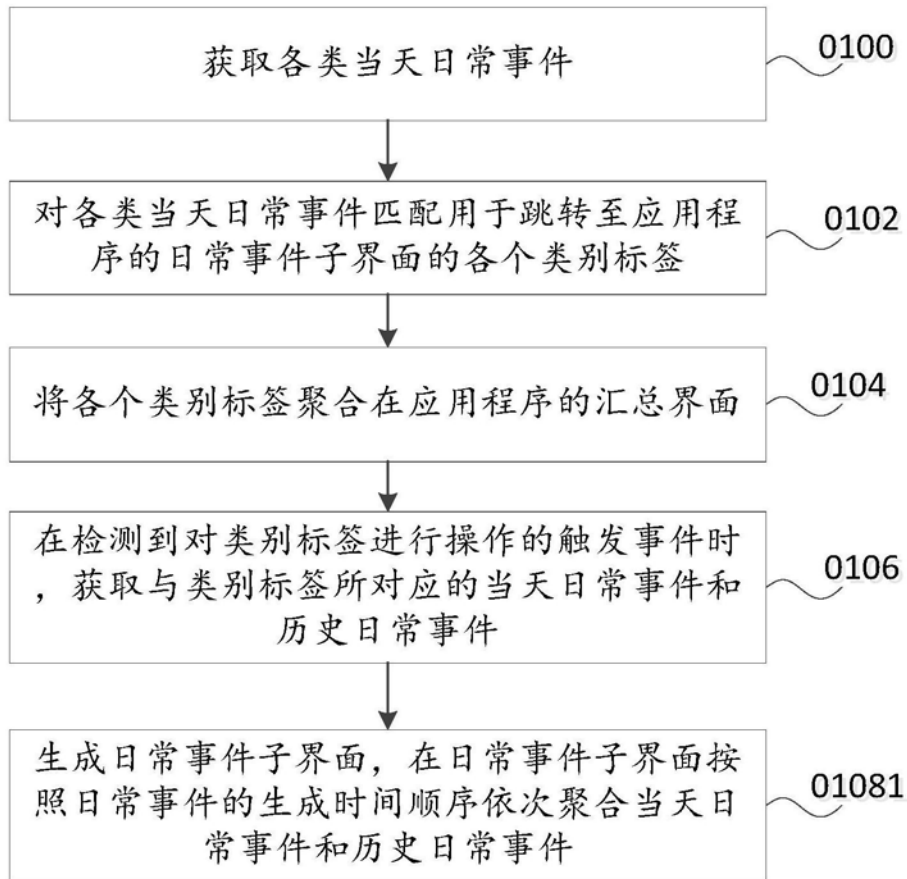 获取各类当天日常事件
0100
对各类当天日常事件匹配用于跳转至应用程
序的日常事件子界面的各个类别标签
0102
将各个类别标签聚合在应用程序的汇总界面
0104
在检测到对类别标签进行操作的触发事件时
，获取与类别标签所对应的当天日常事件和
历史日常事件
0106
生成日常事件子界面，在日常事件子界面按
照日常事件的生成时间顺序依次聚合当天日
常事件和历史日常事件
01081